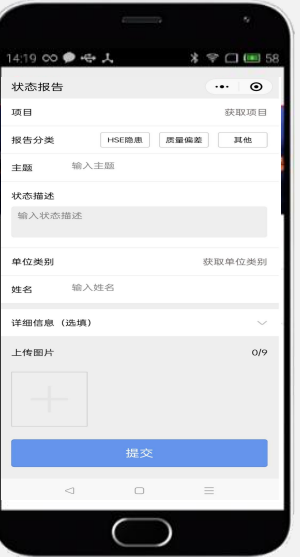 14:19
58
状态报告
项目 获取项目
报告分类 HSE隐患 质量偏差 其他
主题 输入主题
状态描述
输入状态描述
单位类别 获取单位类别
姓名 输入姓名
详细信息（选填）
上传图片 0/9
提交